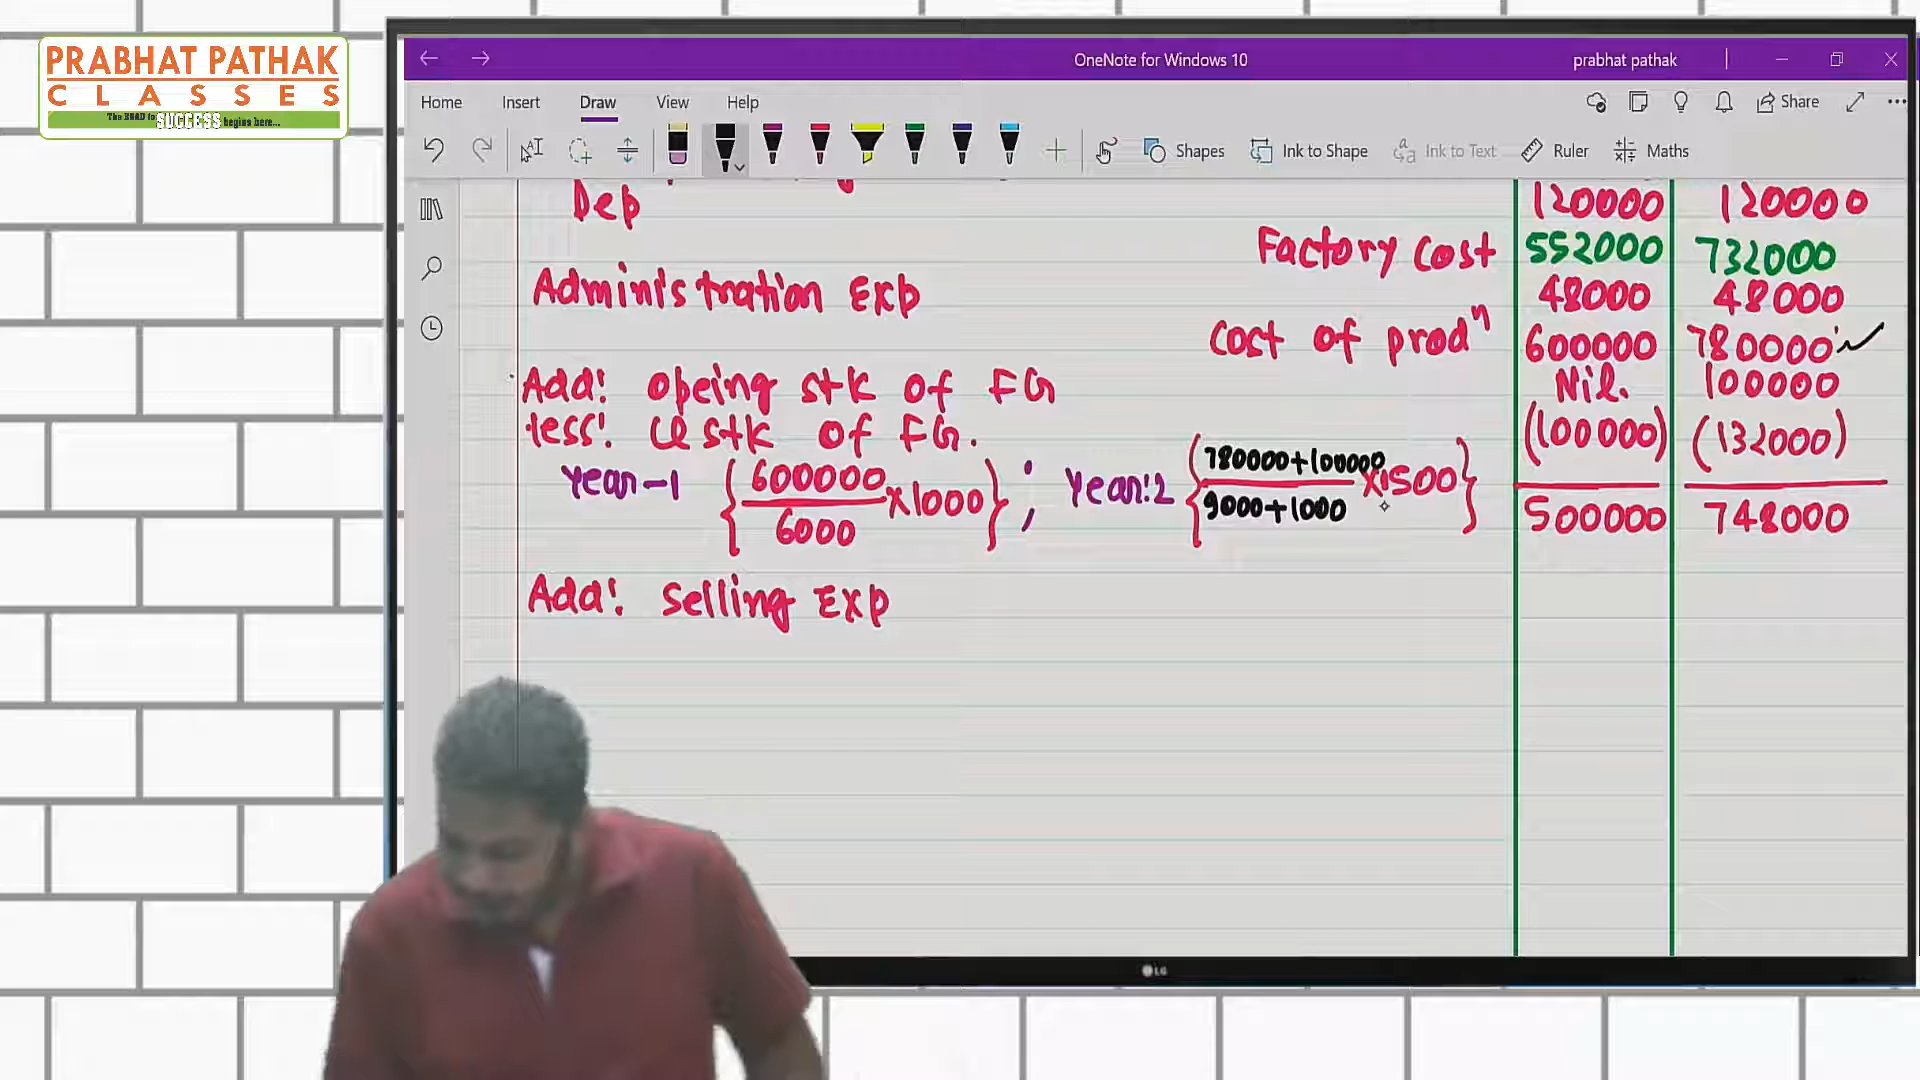 PRABHAT PATHAK
CLASSES
The ROAD to SUCCESS begins here...
OneNote for Windows 10
prabhat pathak
Home Insert Draw View Help
Share
Shapes Ink to Shape Ink to Text Ruler Maths
Dep 120000 120000
Factory Cost 552000 732000
Administration Exp 48000 48000
Cost of prodⁿ 600000 780000
Add: Opeing stk of FG Nil. 100000
less: Cl stk of FG. (100000) (132000)
Year-1 {600000/6000 ×1000} ; Year:2 {(780000+100000)/(9000+1000) ×1500}
500000 748000
Add: Selling Exp
LG